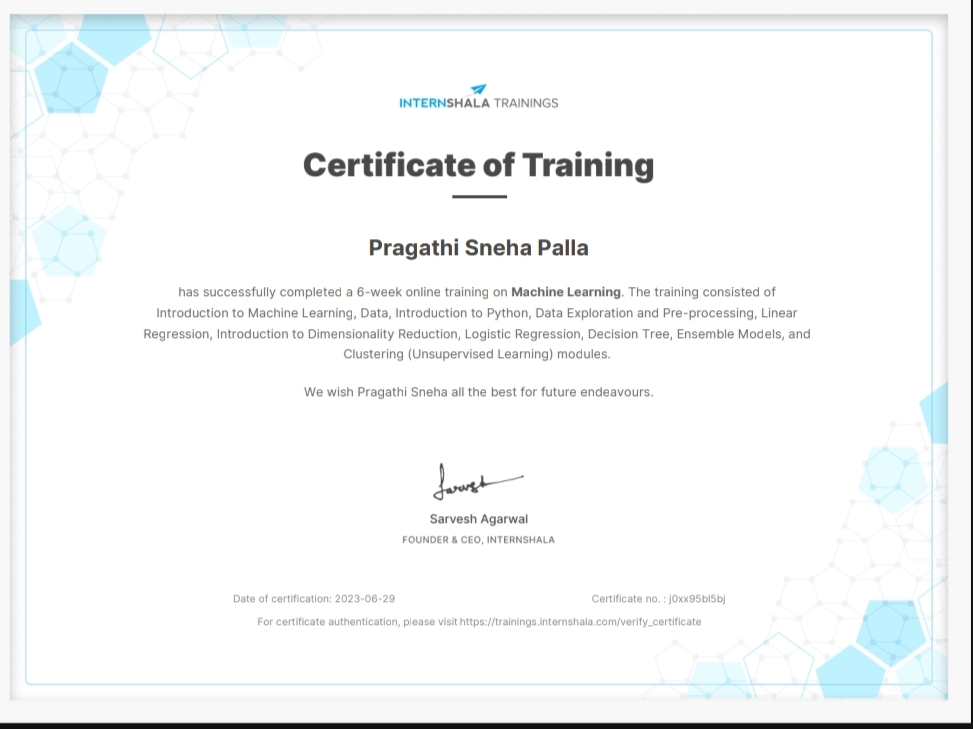 INTERNSHALA TRAININGS
Certificate of Training
Pragathi Sneha Palla
has successfully completed a 6-week online training on Machine Learning. The training consisted of
Introduction to Machine Learning, Data, Introduction to Python, Data Exploration and Pre-processing, Linear
Regression, Introduction to Dimensionality Reduction, Logistic Regression, Decision Tree, Ensemble Models, and
Clustering (Unsupervised Learning) modules.
We wish Pragathi Sneha all the best for future endeavours.
Sarvesh
Sarvesh Agarwal
FOUNDER & CEO, INTERNSHALA
Date of certification: 2023-06-29
Certificate no. : j0xx95bl5bj
For certificate authentication, please visit https://trainings.internshala.com/verify_certificate